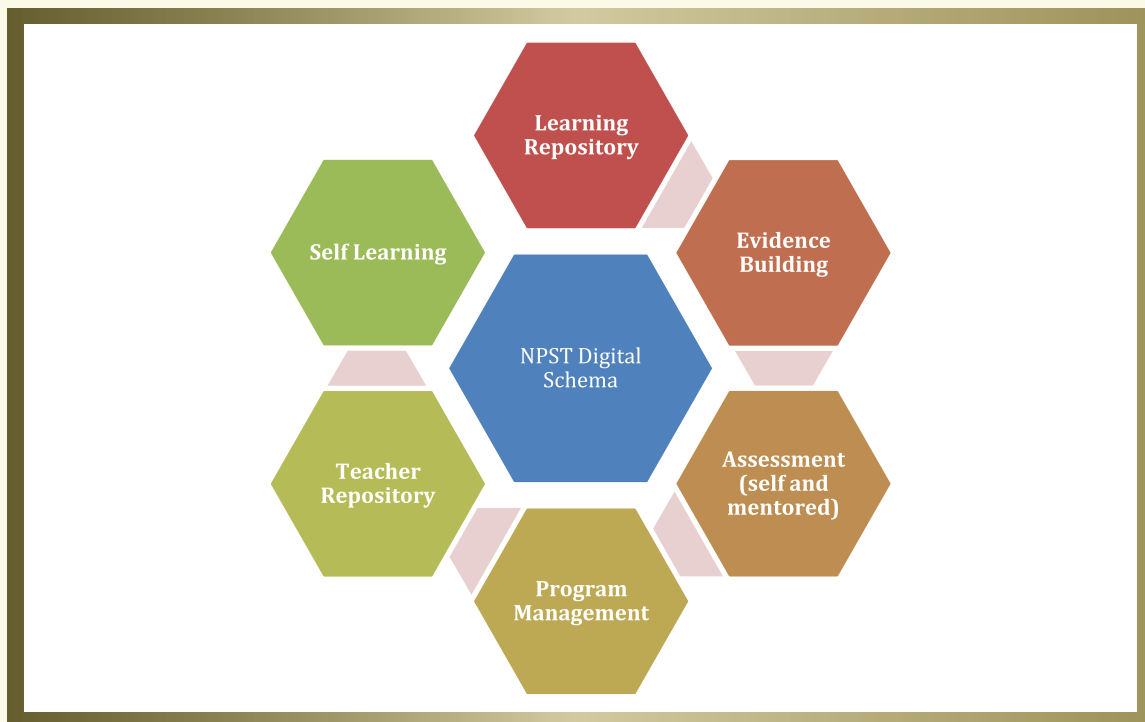 Learning
Repository
Evidence
Building
Self Learning
NPST Digital
Schema
Assessment
(self and
mentored)
Teacher
Repository
Program
Management